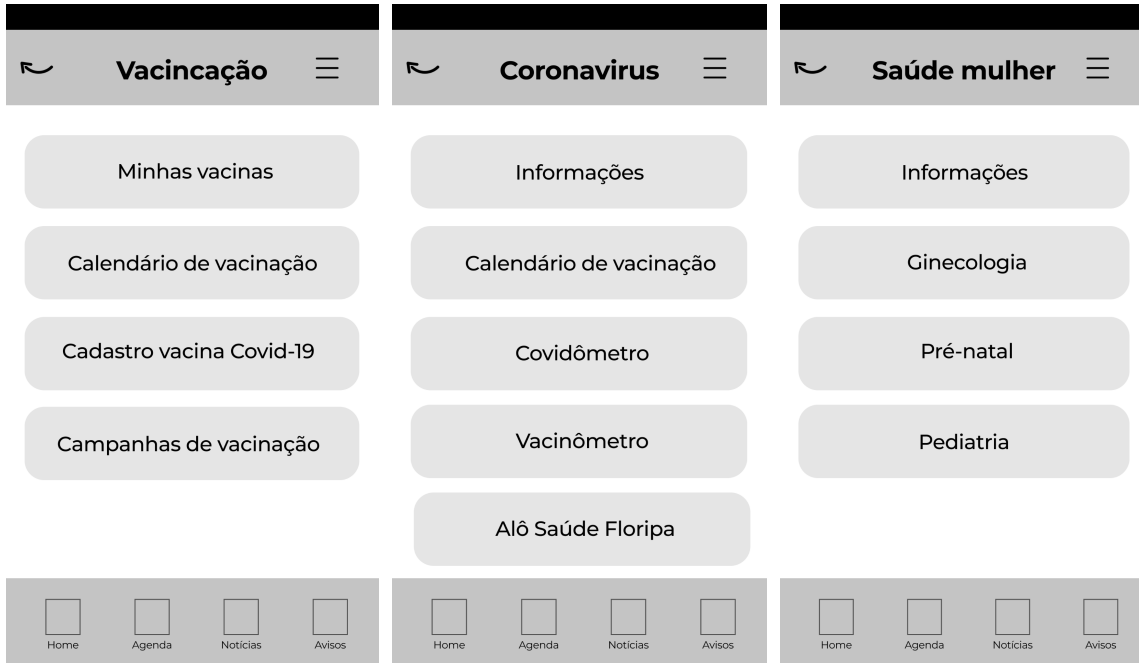 Vacincação
Minhas vacinas
Calendário de vacinação
Cadastro vacina Covid-19
Campanhas de vacinação
Home Agenda Notícias Avisos
Coronavirus
Informações
Calendário de vacinação
Covidômetro
Vacinômetro
Alô Saúde Floripa
Home Agenda Notícias Avisos
Saúde mulher
Informações
Ginecologia
Pré-natal
Pediatria
Home Agenda Notícias Avisos